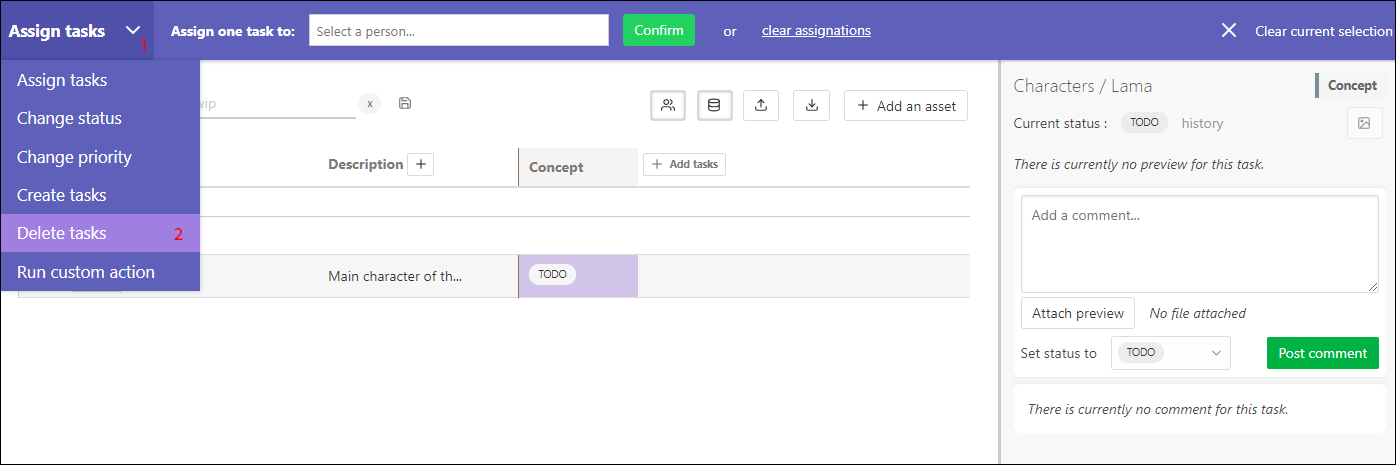 Assign tasks 1 Assign one task to: Select a person... Confirm or clear assignations Clear current selection
Assign tasks
Change status
Change priority
Create tasks
Delete tasks 2
Run custom action
wip x Add an asset
Description Concept Add tasks
Main character of th... TODO
Characters / Lama Concept
Current status : TODO history
There is currently no preview for this task.
Add a comment...
Attach preview No file attached
Set status to TODO Post comment
There is currently no comment for this task.